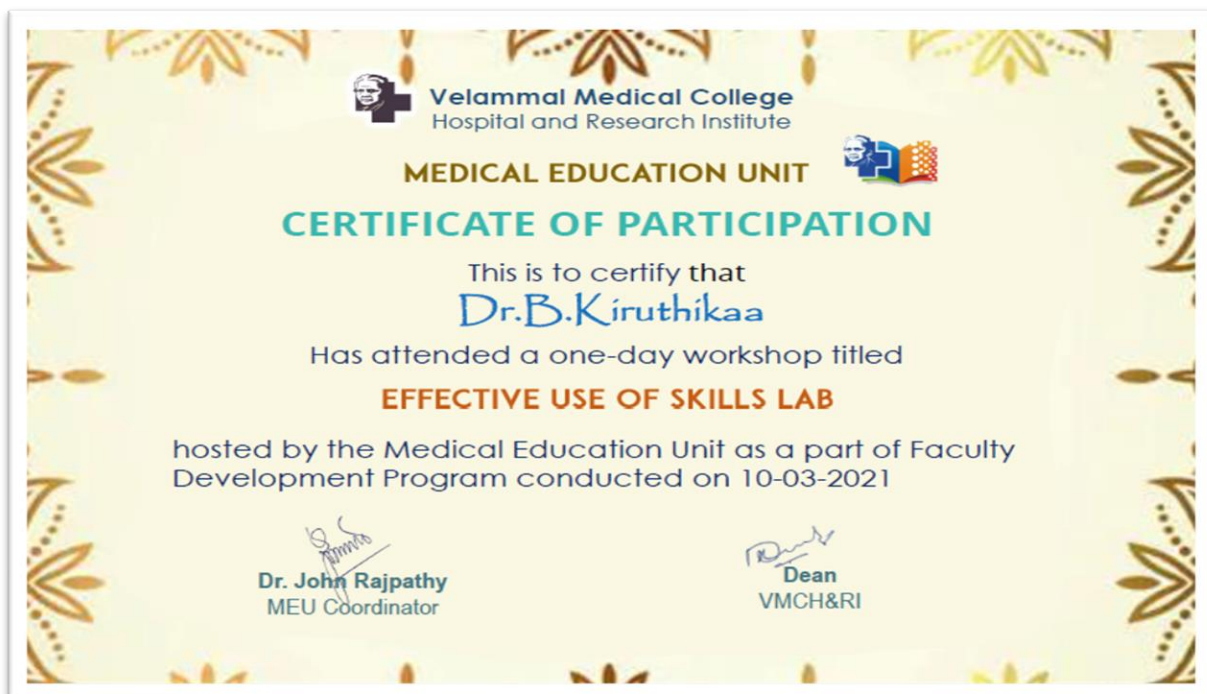 Velammal Medical College
Hospital and Research Institute
MEDICAL EDUCATION UNIT
CERTIFICATE OF PARTICIPATION
This is to certify that
Dr.B.Kiruthikaa
Has attended a one-day workshop titled
EFFECTIVE USE OF SKILLS LAB
hosted by the Medical Education Unit as a part of Faculty
Development Program conducted on 10-03-2021
Dr. John Rajpathy
MEU Coordinator
Dean
VMCH&RI